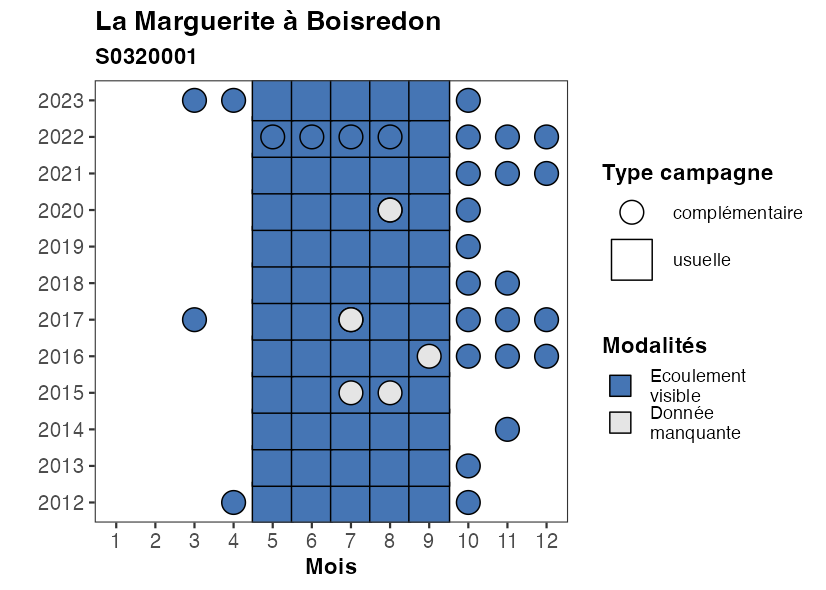 La Marguerite à Boisredon
S0320001
2023
2022
2021
2020
2019
2018
2017
2016
2015
2014
2013
2012
1 2 3 4 5 6 7 8 9 10 11 12
Mois
Type campagne
complémentaire
usuelle
Modalités
Ecoulement
visible
Donnée
manquante